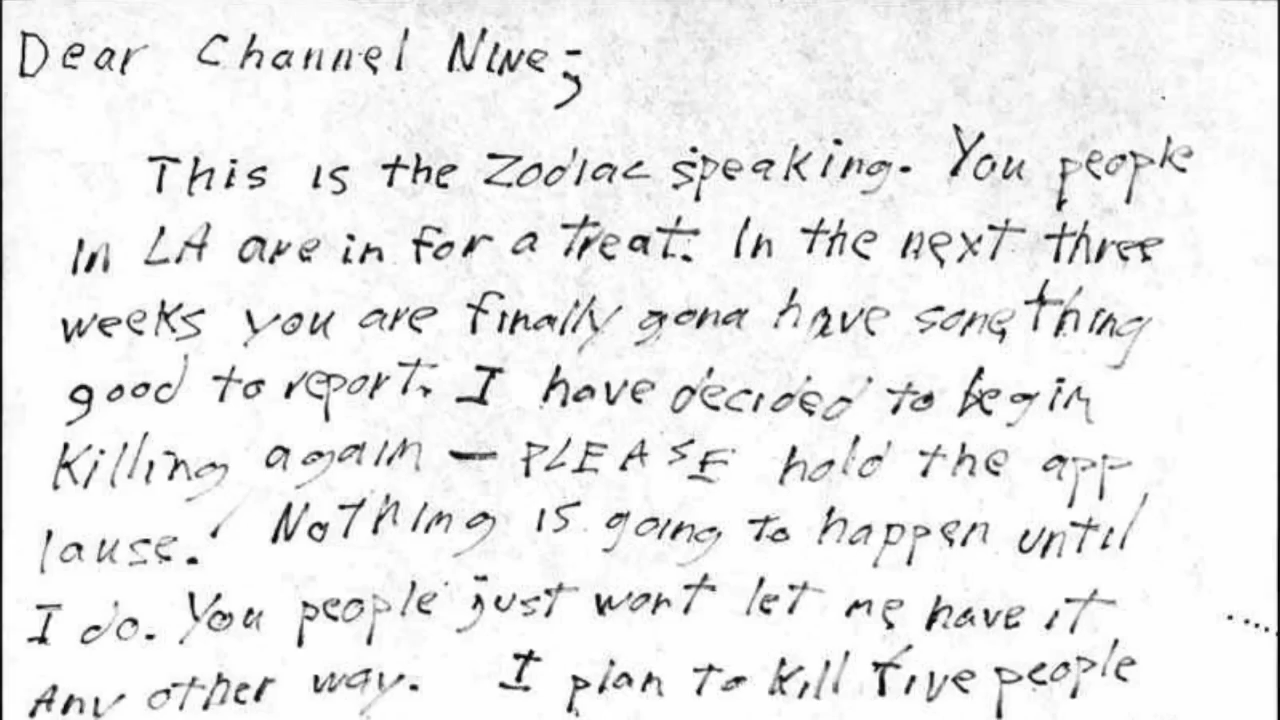 Dear Channel Nine;
This is the Zodiac speaking. You people
in LA are in for a treat. In the next three
weeks you are finally gona have something
good to report. I have decided to begin
killing again – PLEASE hold the app
lause! Nothing is going to happen until
I do. You people just wont let me have it
any other way. I plan to kill five people